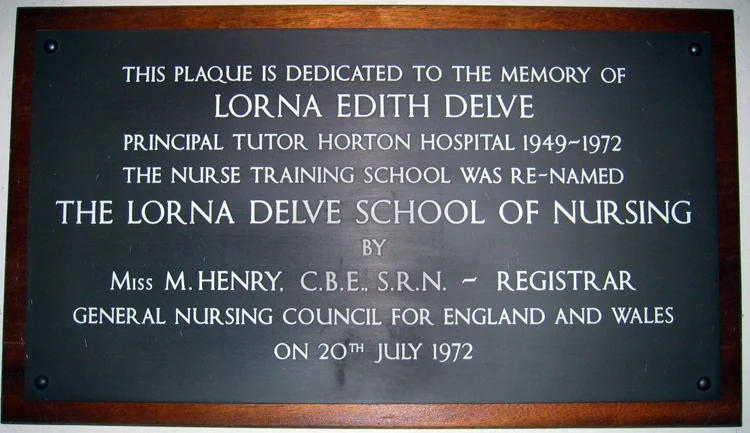 THIS PLAQUE IS DEDICATED TO THE MEMORY OF
LORNA EDITH DELVE
PRINCIPAL TUTOR HORTON HOSPITAL 1949~1972
THE NURSE TRAINING SCHOOL WAS RE-NAMED
THE LORNA DELVE SCHOOL OF NURSING
BY
MISS M. HENRY, C.B.E., S.R.N. ~ REGISTRAR
GENERAL NURSING COUNCIL FOR ENGLAND AND WALES
ON 20TH JULY 1972